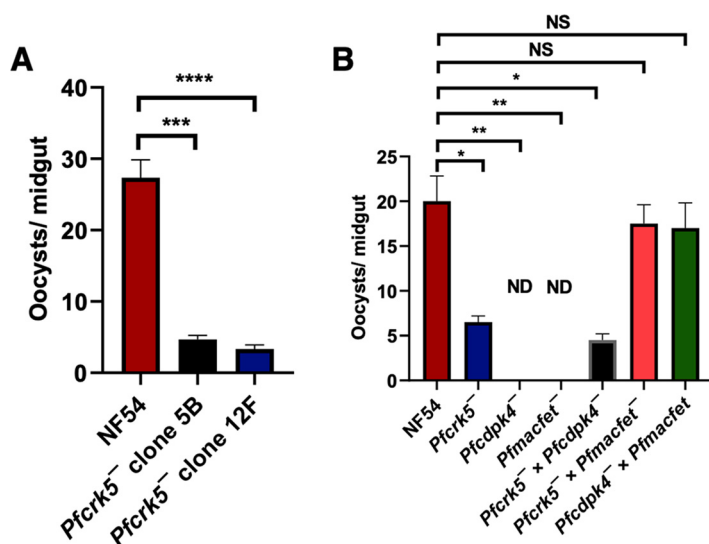 A
****
***
40
30
20
10
0
Oocysts/ midgut
NF54
Pfcrk5⁻ clone 5B
Pfcrk5⁻ clone 12F
B
NS
NS
*
**
**
*
25
20
15
10
5
0
Oocysts/ midgut
ND ND
NF54
Pfcrk5⁻
Pfcdpk4⁻
Pfmacfet⁻
Pfcrk5⁻ × Pfcdpk4⁻
Pfcrk5⁻ × Pfmacfet⁻
Pfcdpk4⁻ × Pfmacfet